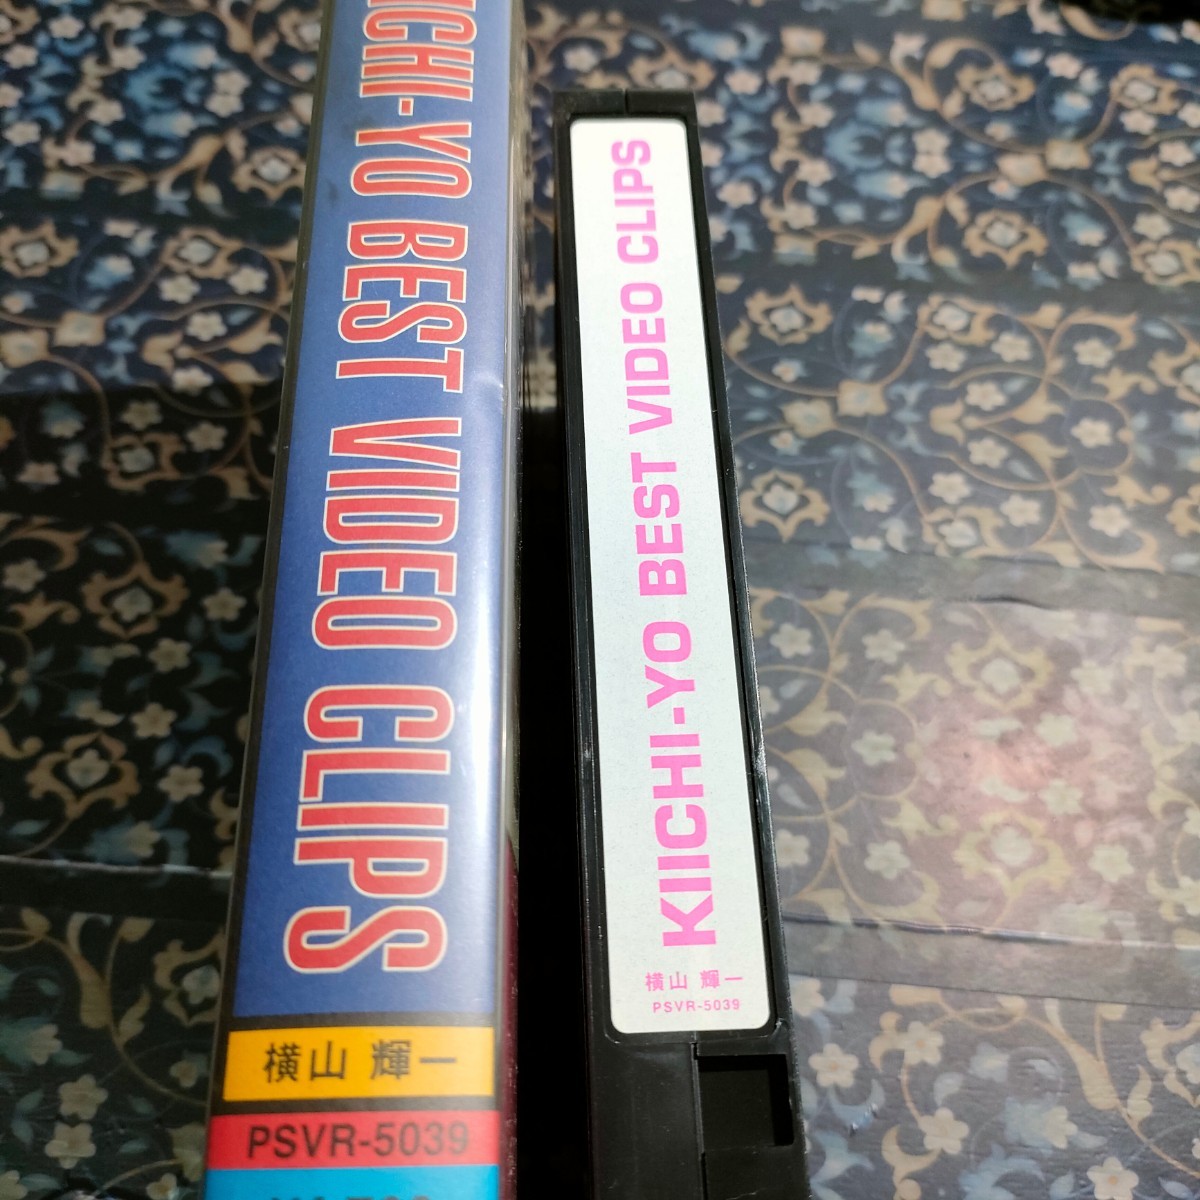 ICHI-YO BEST VIDEO CLIPS
横山 輝一
PSVR-5039
KIICHI-YO BEST VIDEO CLIPS
横山 輝一
PSVR-5039